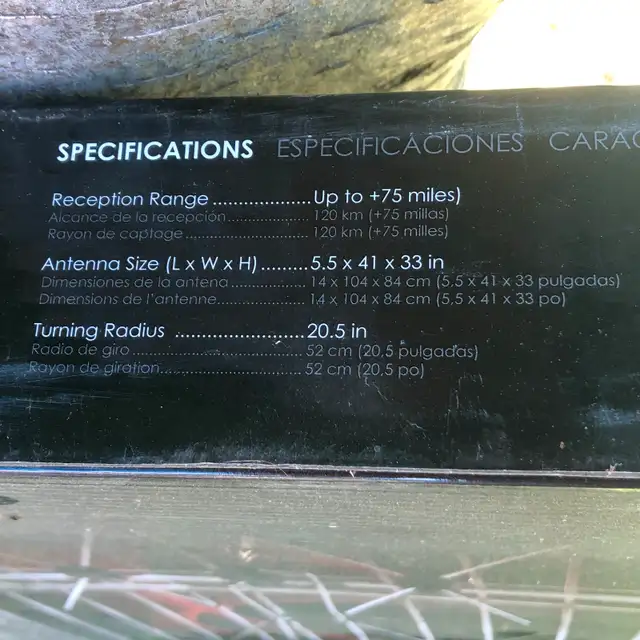 SPECIFICATIONS ESPECIFICACIONES CARAC
Reception Range ................... Up to +75 miles)
Alcance de la recepción............... 120 km (+75 millas)
Rayon de captage....................... 120 km (+75 milles)
Antenna Size (L x W x H) ......... 5.5 x 41 x 33 in
Dimensiones de la antena.............. 14 x 104 x 84 cm (5.5 x 41 x 33 pulgadas)
Dimensions de l'antenne................ 14 x 104 x 84 cm (5.5 x 41 x 33 po)
Turning Radius ......................... 20.5 in
Radio de giro................................ 52 cm (20,5 pulgadas)
Rayon de giration.......................... 52 cm (20,5 po)